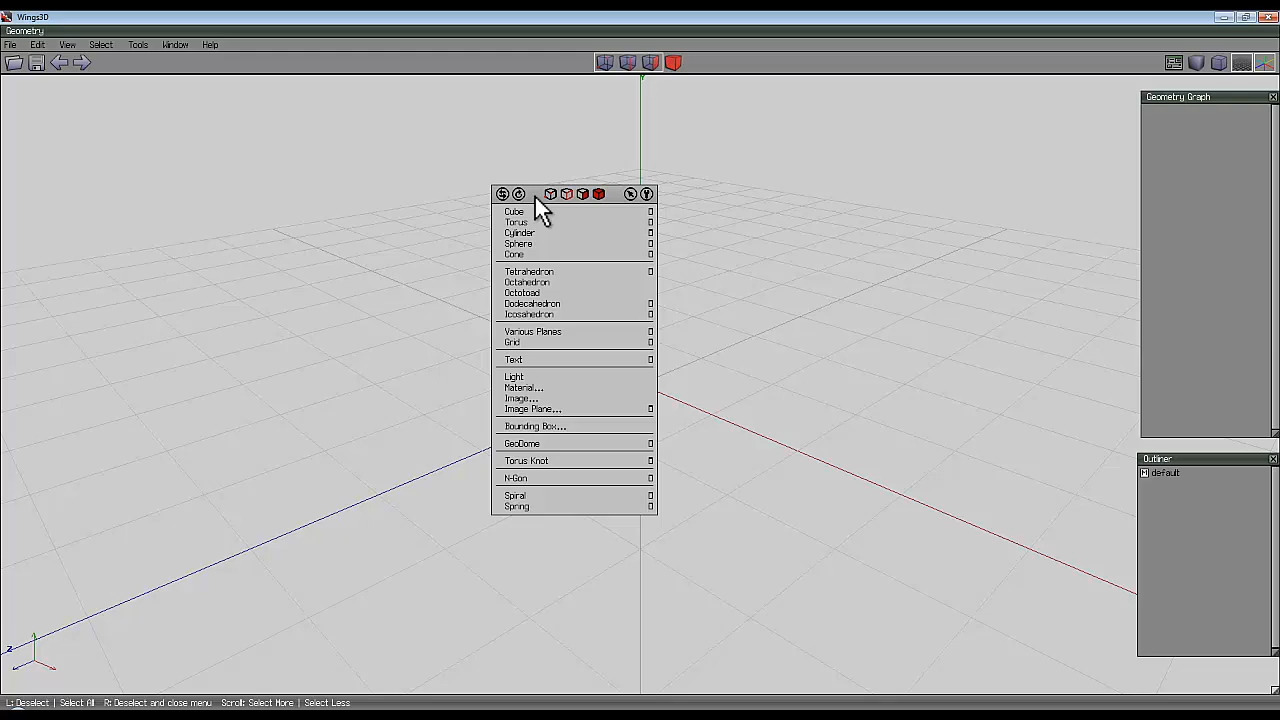 Wings3D
Geometry
File Edit View Select Tools Window Help
Y
Geometry Graph
Cube
Torus
Cylinder
Sphere
Cone
Tetrahedron
Octahedron
Octotoad
Dodecahedron
Icosahedron
Various Planes
Grid
Text
Light
Material...
Image...
Image Plane...
Bounding Box...
GeoDome
Torus Knot
N-Gon
Spiral
Spring
Outliner
M default
Z
L: Deselect | Select All R: Deselect and close menu Scroll: Select More | Select Less